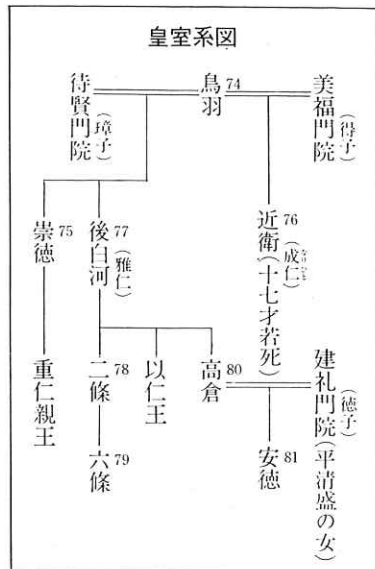 皇室系図
美福門院(得子)
鳥羽 74
待賢門院(璋子)
近衛 76(成仁)(十七才若死)
後白河 77(雅仁)
崇徳 75
建礼門院(徳子)(平清盛の女)
高倉 80
以仁王
二條 78
重仁親王
安徳 81
六條 79